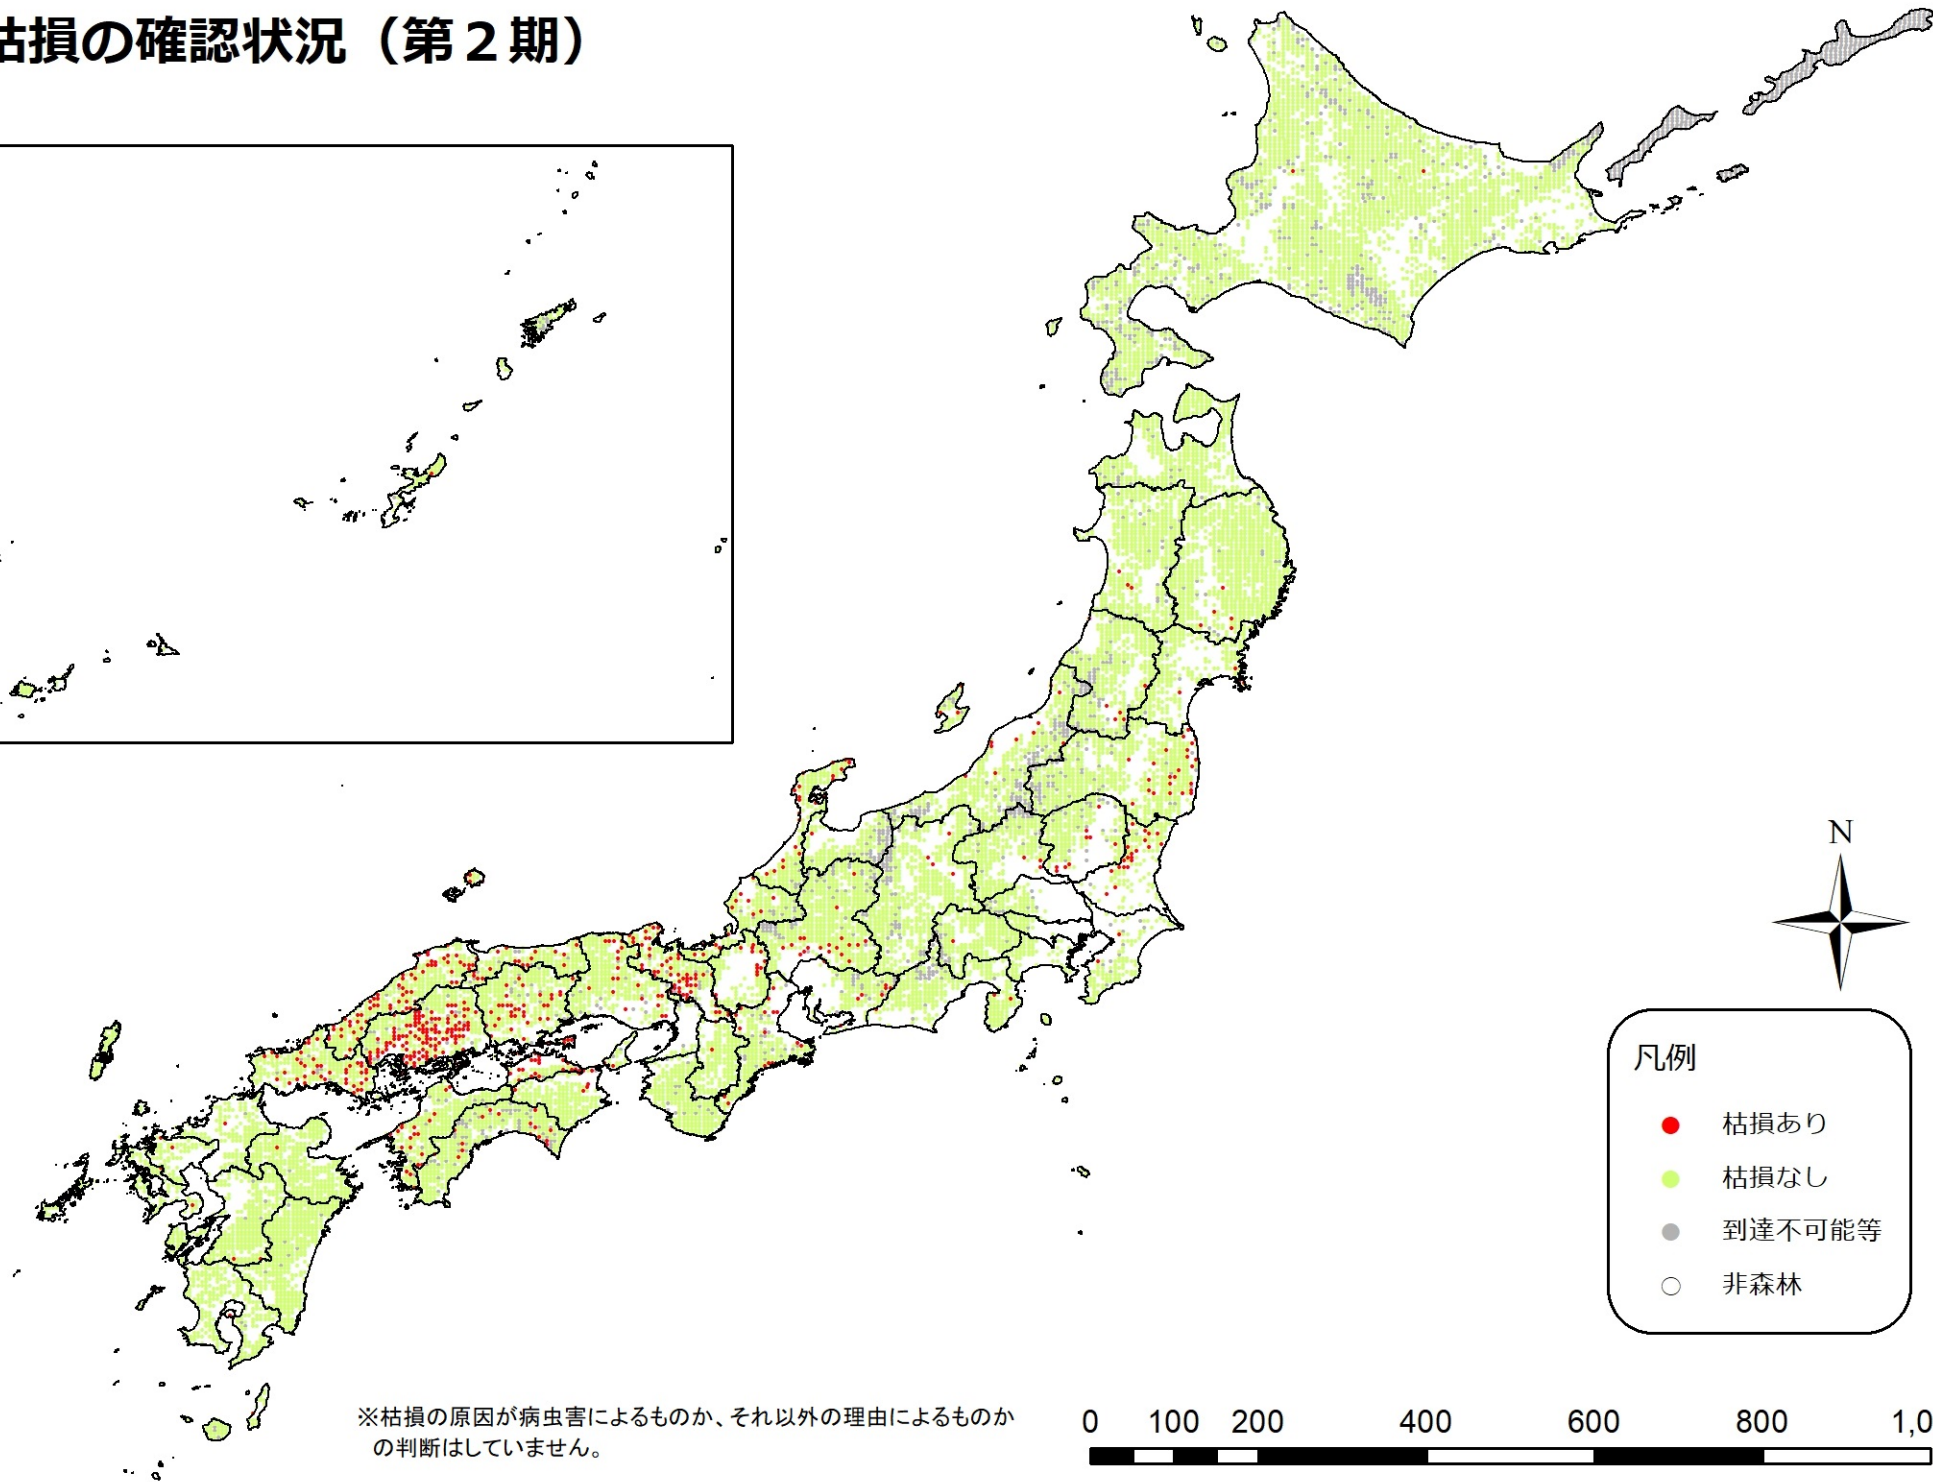 枯損の確認状況（第２期）
N
凡例
枯損あり
枯損なし
到達不可能等
非森林
※枯損の原因が病虫害によるものか、それ以外の理由によるものか
の判断はしていません。
0 100 200 400 600 800 1,0